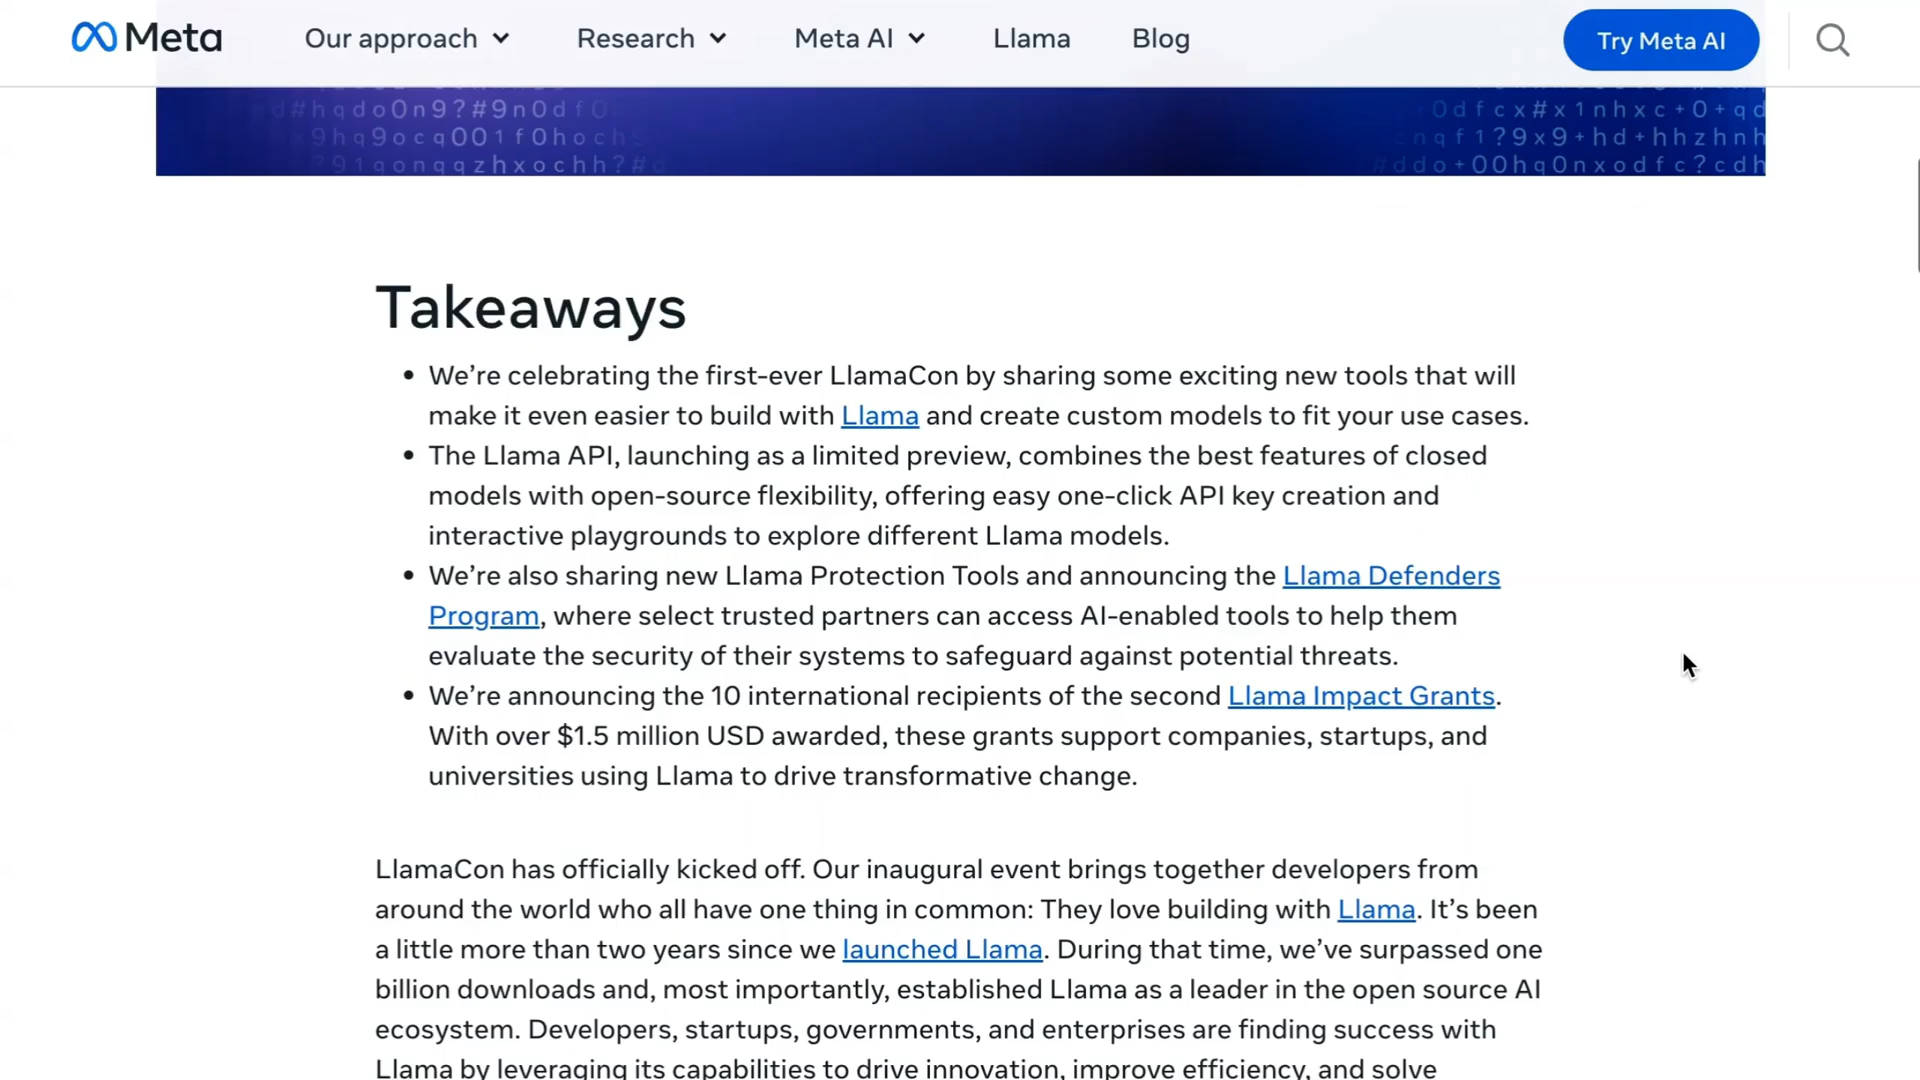 Meta
Our approach
Research
Meta AI
Llama
Blog
Try Meta AI
Takeaways
• We’re celebrating the first-ever LlamaCon by sharing some exciting new tools that will
make it even easier to build with Llama and create custom models to fit your use cases.
• The Llama API, launching as a limited preview, combines the best features of closed
models with open-source flexibility, offering easy one-click API key creation and
interactive playgrounds to explore different Llama models.
• We’re also sharing new Llama Protection Tools and announcing the Llama Defenders
Program, where select trusted partners can access AI-enabled tools to help them
evaluate the security of their systems to safeguard against potential threats.
• We’re announcing the 10 international recipients of the second Llama Impact Grants.
With over $1.5 million USD awarded, these grants support companies, startups, and
universities using Llama to drive transformative change.
LlamaCon has officially kicked off. Our inaugural event brings together developers from
around the world who all have one thing in common: They love building with Llama. It’s been
a little more than two years since we launched Llama. During that time, we’ve surpassed one
billion downloads and, most importantly, established Llama as a leader in the open source AI
ecosystem. Developers, startups, governments, and enterprises are finding success with
Llama by leveraging its capabilities to drive innovation, improve efficiency, and solve